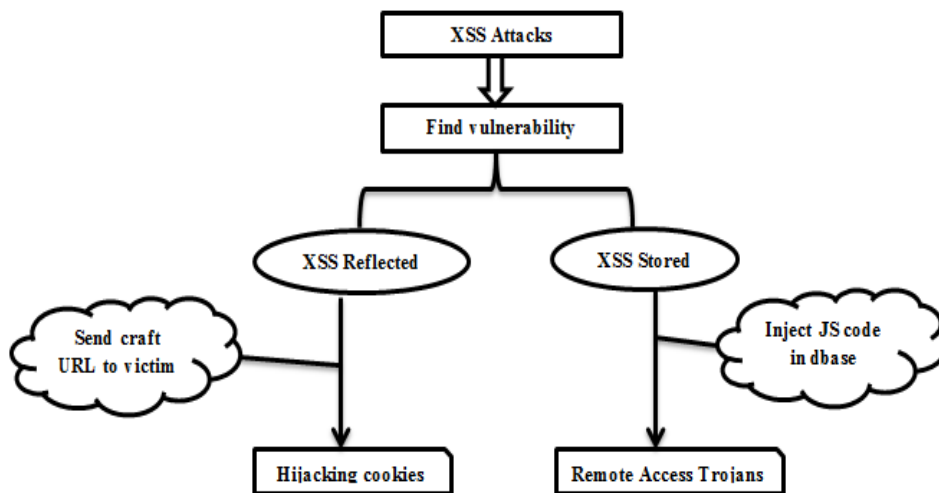 XSS Attacks
Find vulnerability
XSS Reflected
XSS Stored
Send craft
URL to victim
Inject JS code
in dbase
Hijacking cookies
Remote Access Trojans